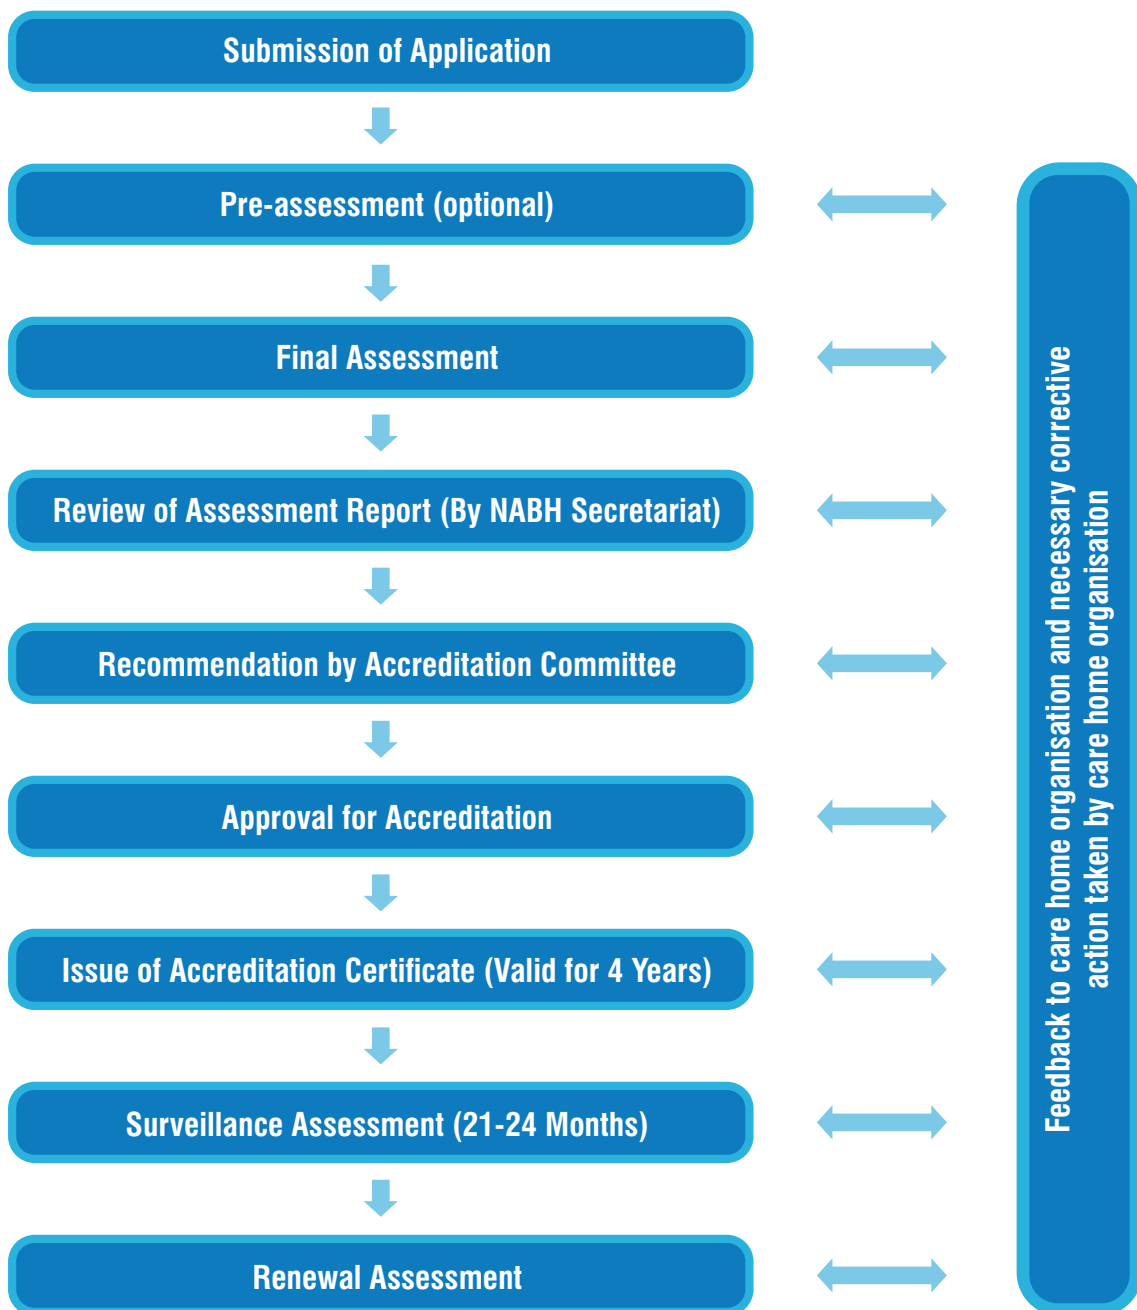 Submission of Application
Pre-assessment (optional)
Final Assessment
Review of Assessment Report (By NABH Secretariat)
Recommendation by Accreditation Committee
Approval for Accreditation
Issue of Accreditation Certificate (Valid for 4 Years)
Surveillance Assessment (21-24 Months)
Renewal Assessment
Feedback to care home organisation and necessary corrective
action taken by care home organisation